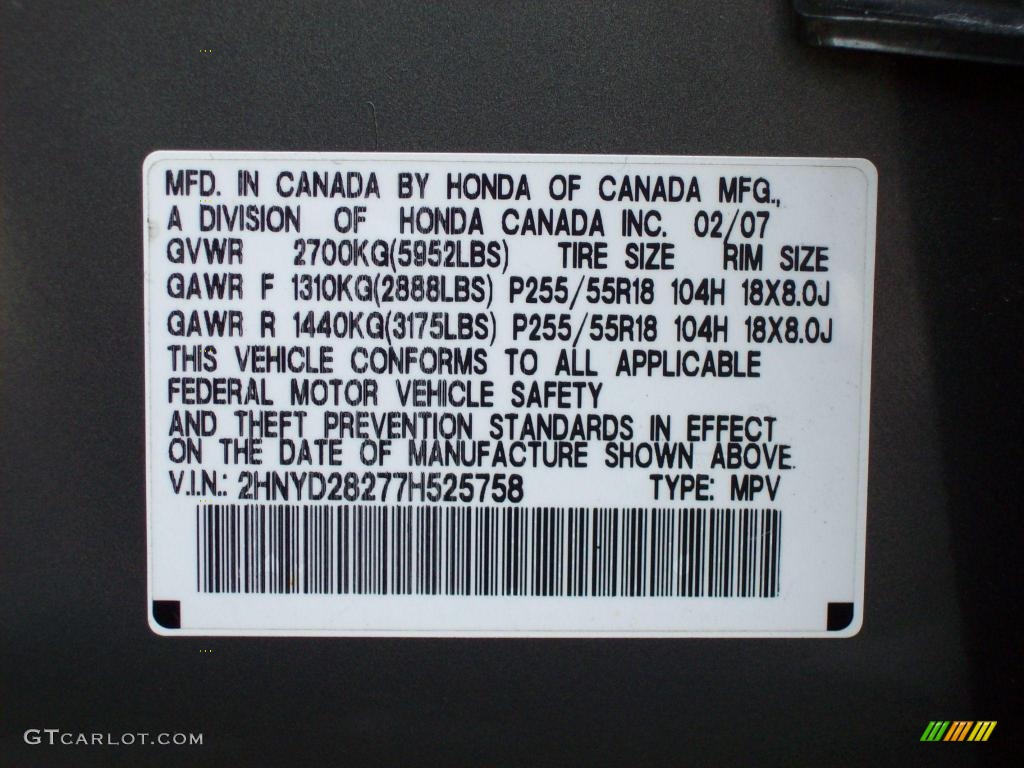 MFD. IN CANADA BY HONDA OF CANADA MFG.,
A DIVISION OF HONDA CANADA INC. 02/07
GVWR 2700KG(5952LBS) TIRE SIZE RIM SIZE
GAWR F 1310KG(2888LBS) P255/55R18 104H 18X8.0J
GAWR R 1440KG(3175LBS) P255/55R18 104H 18X8.0J
THIS VEHICLE CONFORMS TO ALL APPLICABLE
FEDERAL MOTOR VEHICLE SAFETY
AND THEFT PREVENTION STANDARDS IN EFFECT
ON THE DATE OF MANUFACTURE SHOWN ABOVE.
V.I.N.: 2HNYD28277H525758 TYPE: MPV
GTCARLOT.COM